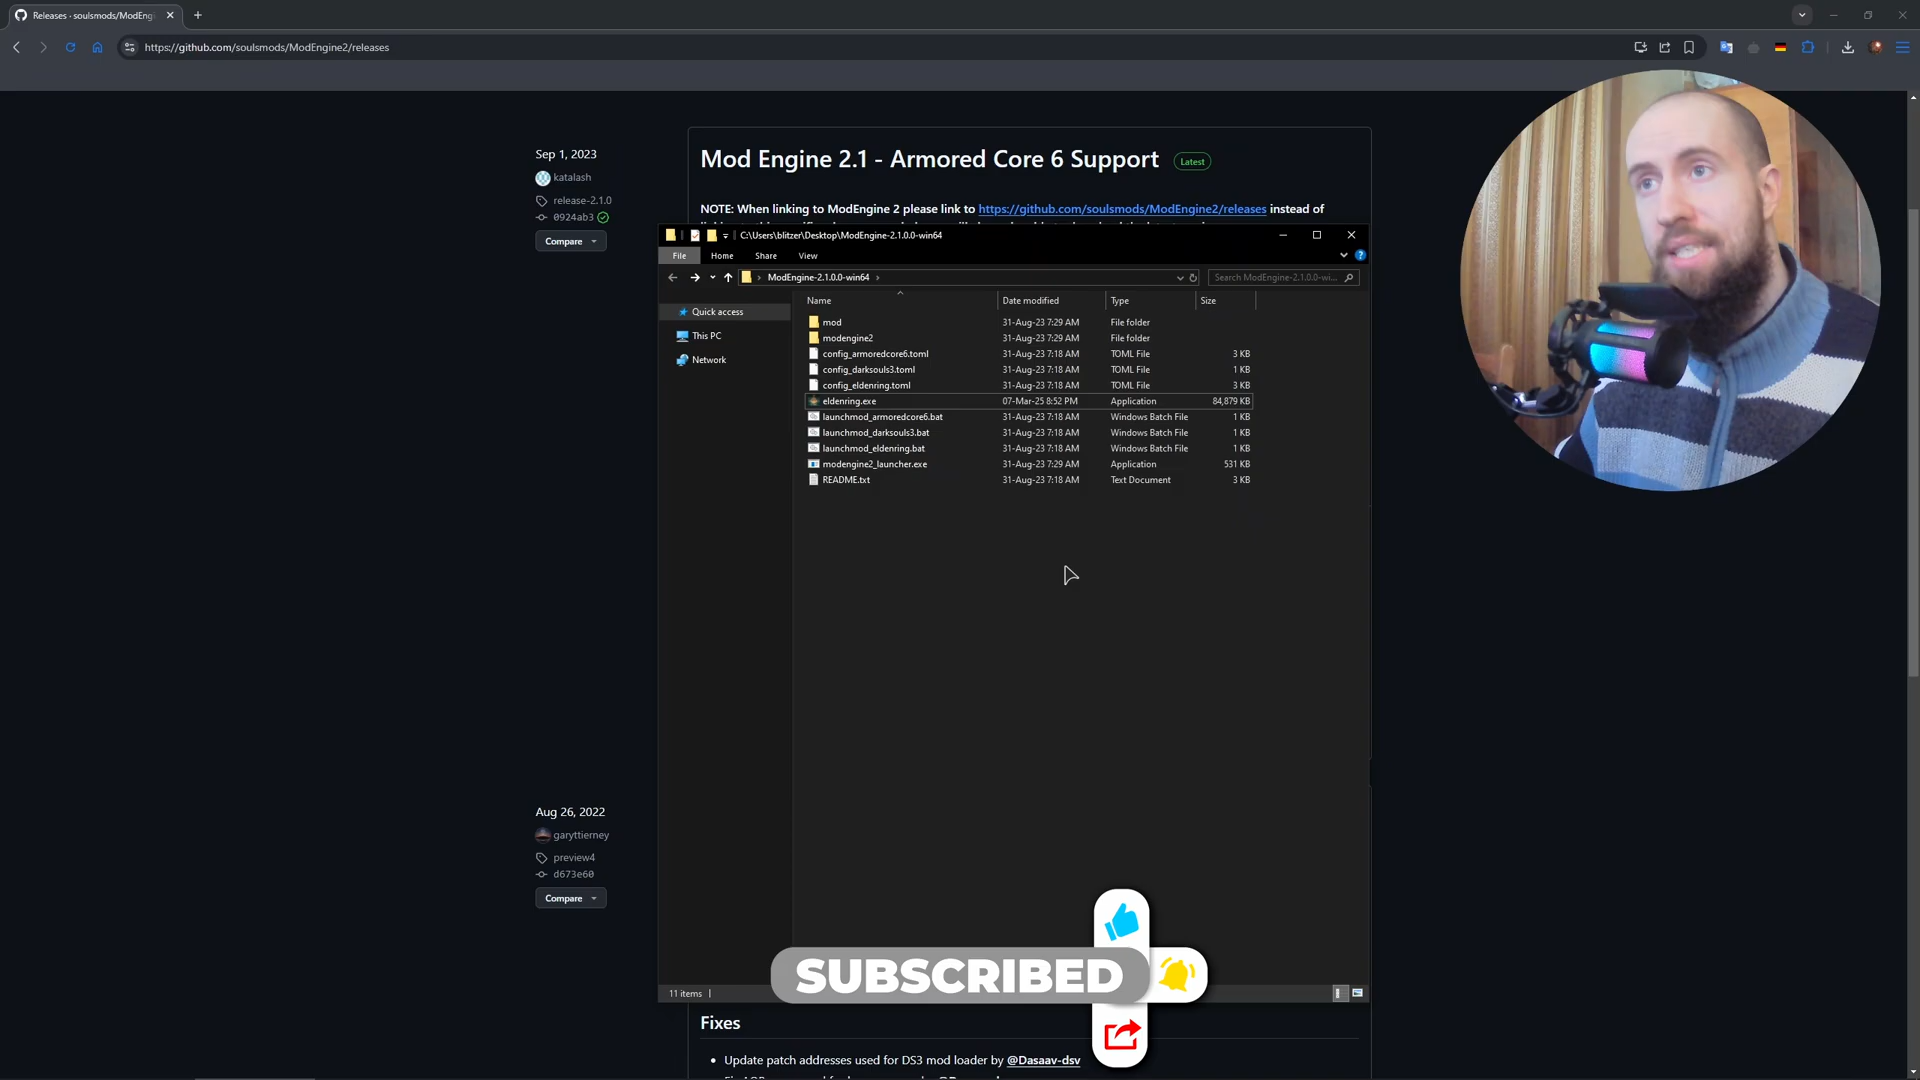 Releases · soulsmods/ModEngi
https://github.com/soulsmods/ModEngine2/releases
Sep 1, 2023
katalash
release-2.1.0
0924ab3
Compare
Mod Engine 2.1 - Armored Core 6 Support
Latest
NOTE: When linking to ModEngine 2 please link to https://github.com/soulsmods/ModEngine2/releases instead of
C:\Users\blitzer\Desktop\ModEngine-2.1.0.0-win64
File Home Share View
ModEngine-2.1.0.0-win64
Search ModEngine-2.1.0.0-wi...
Quick access
This PC
Network
Name Date modified Type Size
mod 31-Aug-23 7:29 AM File folder
modengine2 31-Aug-23 7:29 AM File folder
config_armoredcore6.toml 31-Aug-23 7:18 AM TOML File 3 KB
config_darksouls3.toml 31-Aug-23 7:18 AM TOML File 1 KB
config_eldenring.toml 31-Aug-23 7:18 AM TOML File 3 KB
eldenring.exe 07-Mar-25 8:52 PM Application 84,879 KB
launchmod_armoredcore6.bat 31-Aug-23 7:18 AM Windows Batch File 1 KB
launchmod_darksouls3.bat 31-Aug-23 7:18 AM Windows Batch File 1 KB
launchmod_eldenring.bat 31-Aug-23 7:18 AM Windows Batch File 1 KB
modengine2_launcher.exe 31-Aug-23 7:29 AM Application 531 KB
README.txt 31-Aug-23 7:18 AM Text Document 3 KB
Aug 26, 2022
garyttierney
preview4
d673e60
Compare
SUBSCRIBED
11 items
Fixes
Update patch addresses used for DS3 mod loader by @Dasaav-dsv